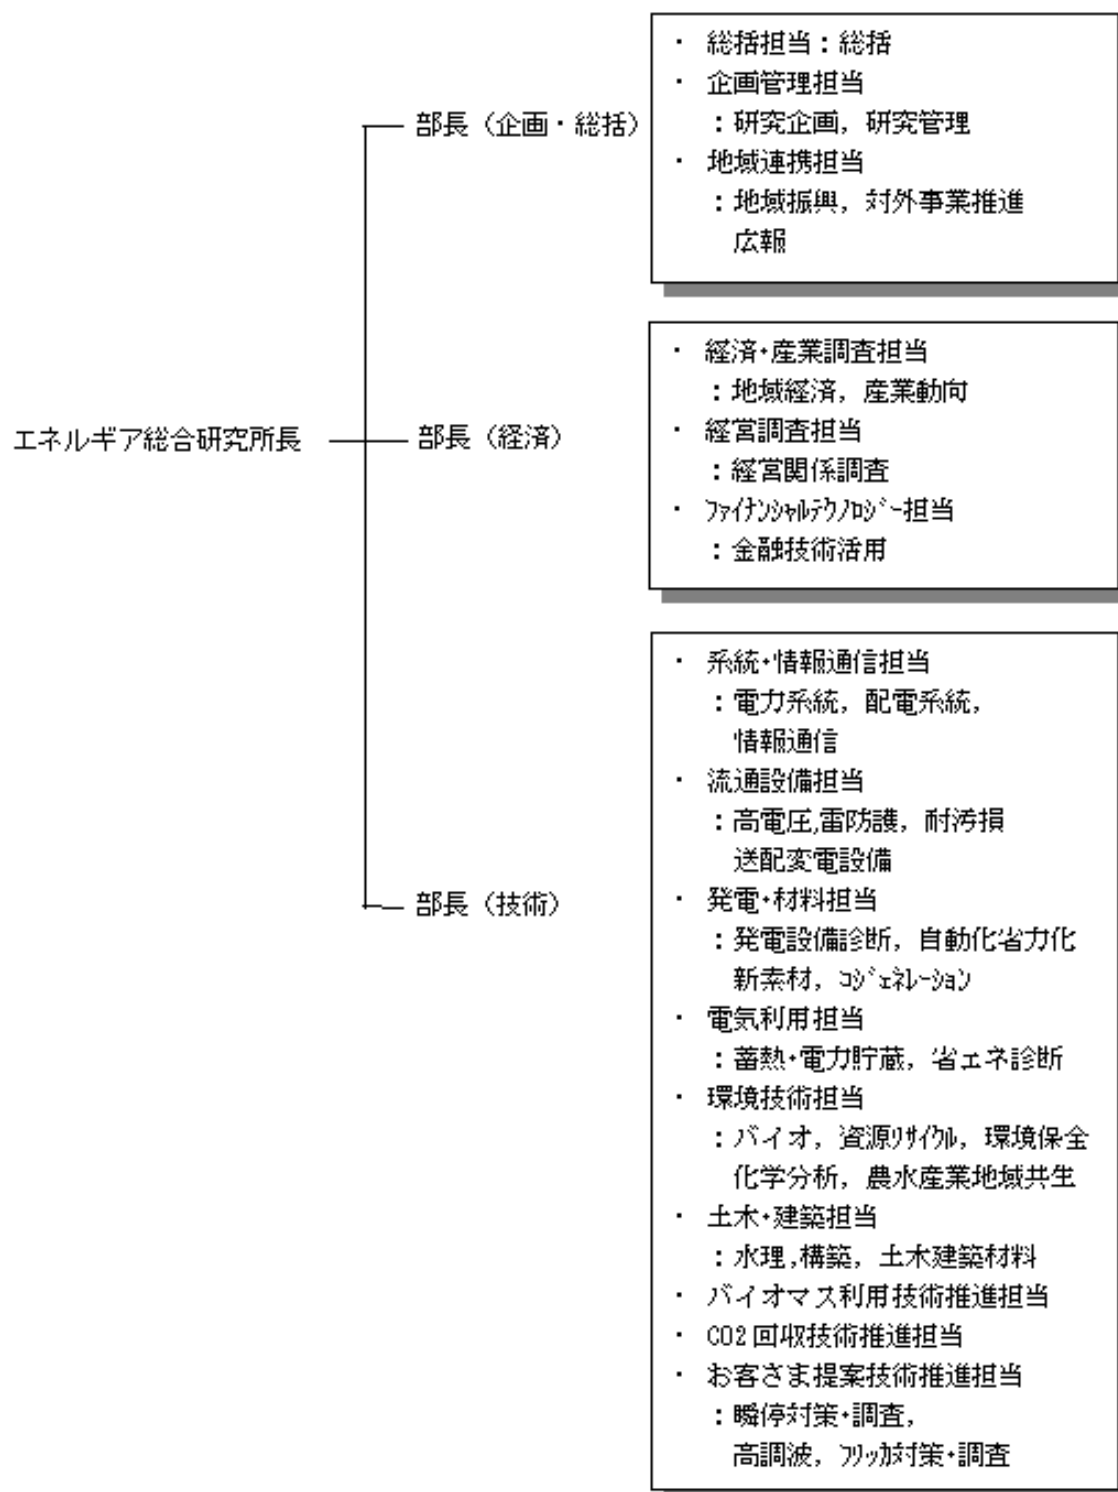 エネルギア総合研究所長
部長（企画・総括）
・ 総括担当：総括
・ 企画管理担当
：研究企画，研究管理
・ 地域連携担当
：地域振興，対外事業推進
広報
部長（経済）
・ 経済・産業調査担当
：地域経済，産業動向
・ 経営調査担当
：経営関係調査
・ ﾌｧｲﾅﾝｼｬﾙﾃｸﾉﾛｼﾞｰ担当
：金融技術活用
部長（技術）
・ 系統・情報通信担当
：電力系統，配電系統，
情報通信
・ 流通設備担当
：高電圧,雷防護，耐汚損
送配変電設備
・ 発電・材料担当
：発電設備診断，自動化省力化
新素材，ｺｼﾞｪﾈﾚｰｼｮﾝ
・ 電気利用担当
：蓄熱・電力貯蔵，省エネ診断
・ 環境技術担当
：バイオ，資源ﾘｻｲｸﾙ，環境保全
化学分析，農水産業地域共生
・ 土木・建築担当
：水理,構築，土木建築材料
・ バイオマス利用技術推進担当
・ CO2回収技術推進担当
・ お客さま提案技術推進担当
：瞬停対策・調査，
高調波，ﾌﾘｯｶ対策・調査